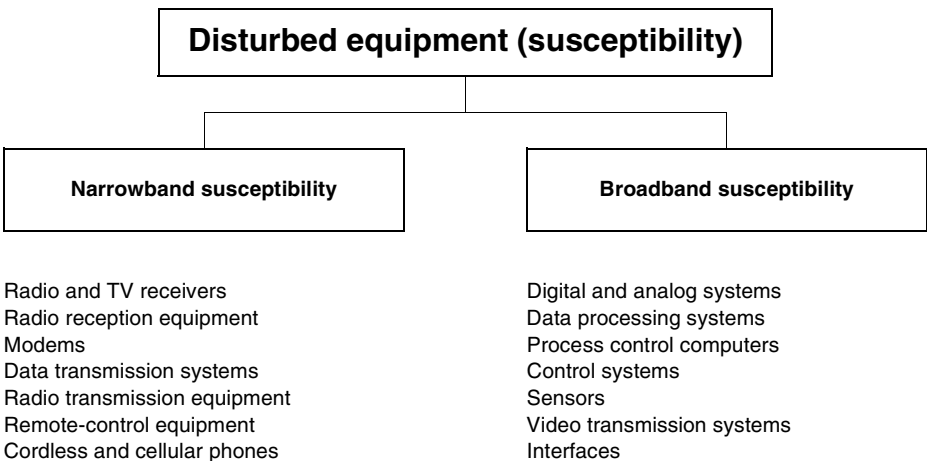 Disturbed equipment (susceptibility)
Narrowband susceptibility
Radio and TV receivers
Radio reception equipment
Modems
Data transmission systems
Radio transmission equipment
Remote-control equipment
Cordless and cellular phones
Broadband susceptibility
Digital and analog systems
Data processing systems
Process control computers
Control systems
Sensors
Video transmission systems
Interfaces